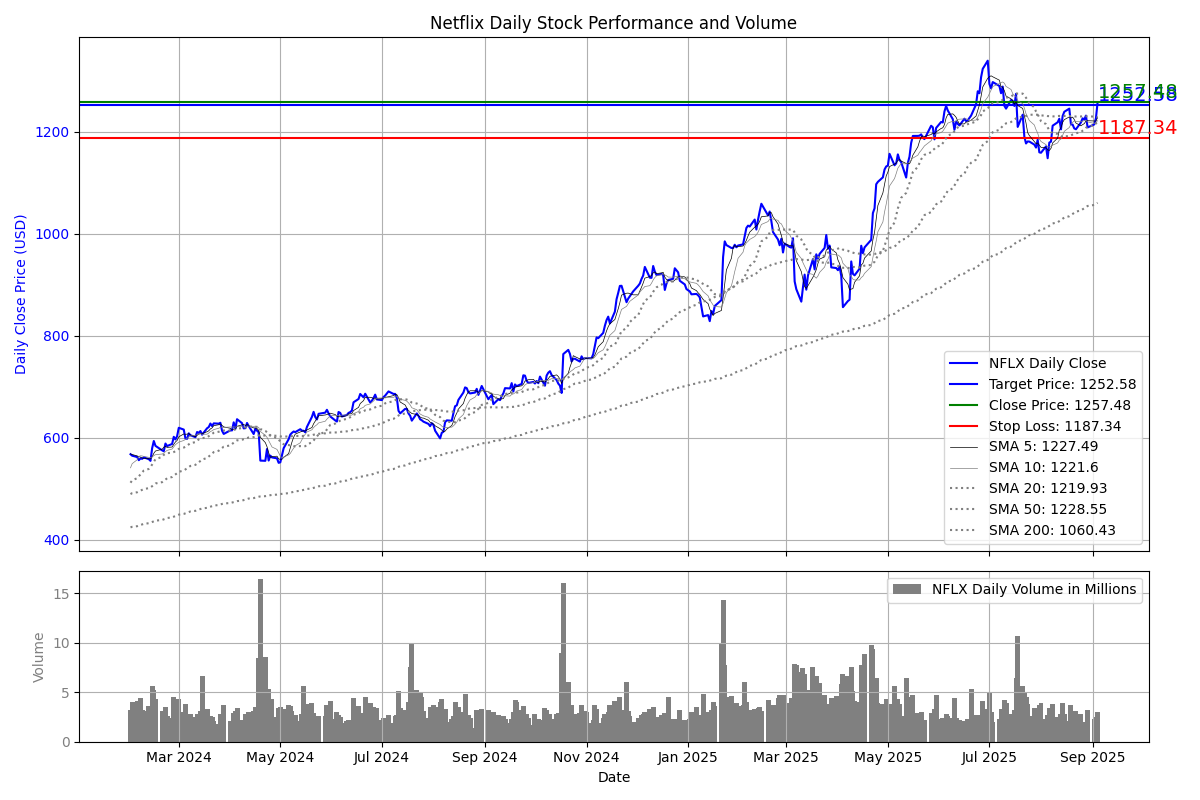 Netflix Daily Stock Performance and Volume
Daily Close Price (USD)
1200
1000
800
600
400
1257.48
1252.58
1187.34
NFLX Daily Close
Target Price: 1252.58
Close Price: 1257.48
Stop Loss: 1187.34
SMA 5: 1227.49
SMA 10: 1221.6
SMA 20: 1219.93
SMA 50: 1228.55
SMA 200: 1060.43
Volume
15
10
5
0
NFLX Daily Volume in Millions
Mar 2024
May 2024
Jul 2024
Sep 2024
Nov 2024
Jan 2025
Mar 2025
May 2025
Jul 2025
Sep 2025
Date